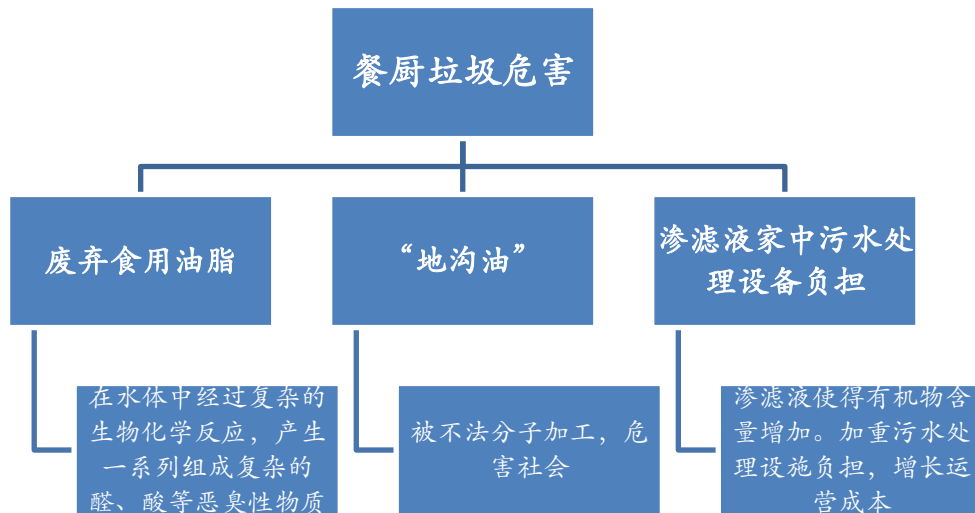 餐厨垃圾危害
废弃食用油脂
“地沟油”
渗滤液家中污水处
理设备负担
在水体中经过复杂的
生物化学反应，产生
一系列组成复杂的
醛、酸等恶臭性物质
被不法分子加工，危
害社会
渗滤液使得有机物含
量增加。加重污水处
理设施负担，增长运
营成本